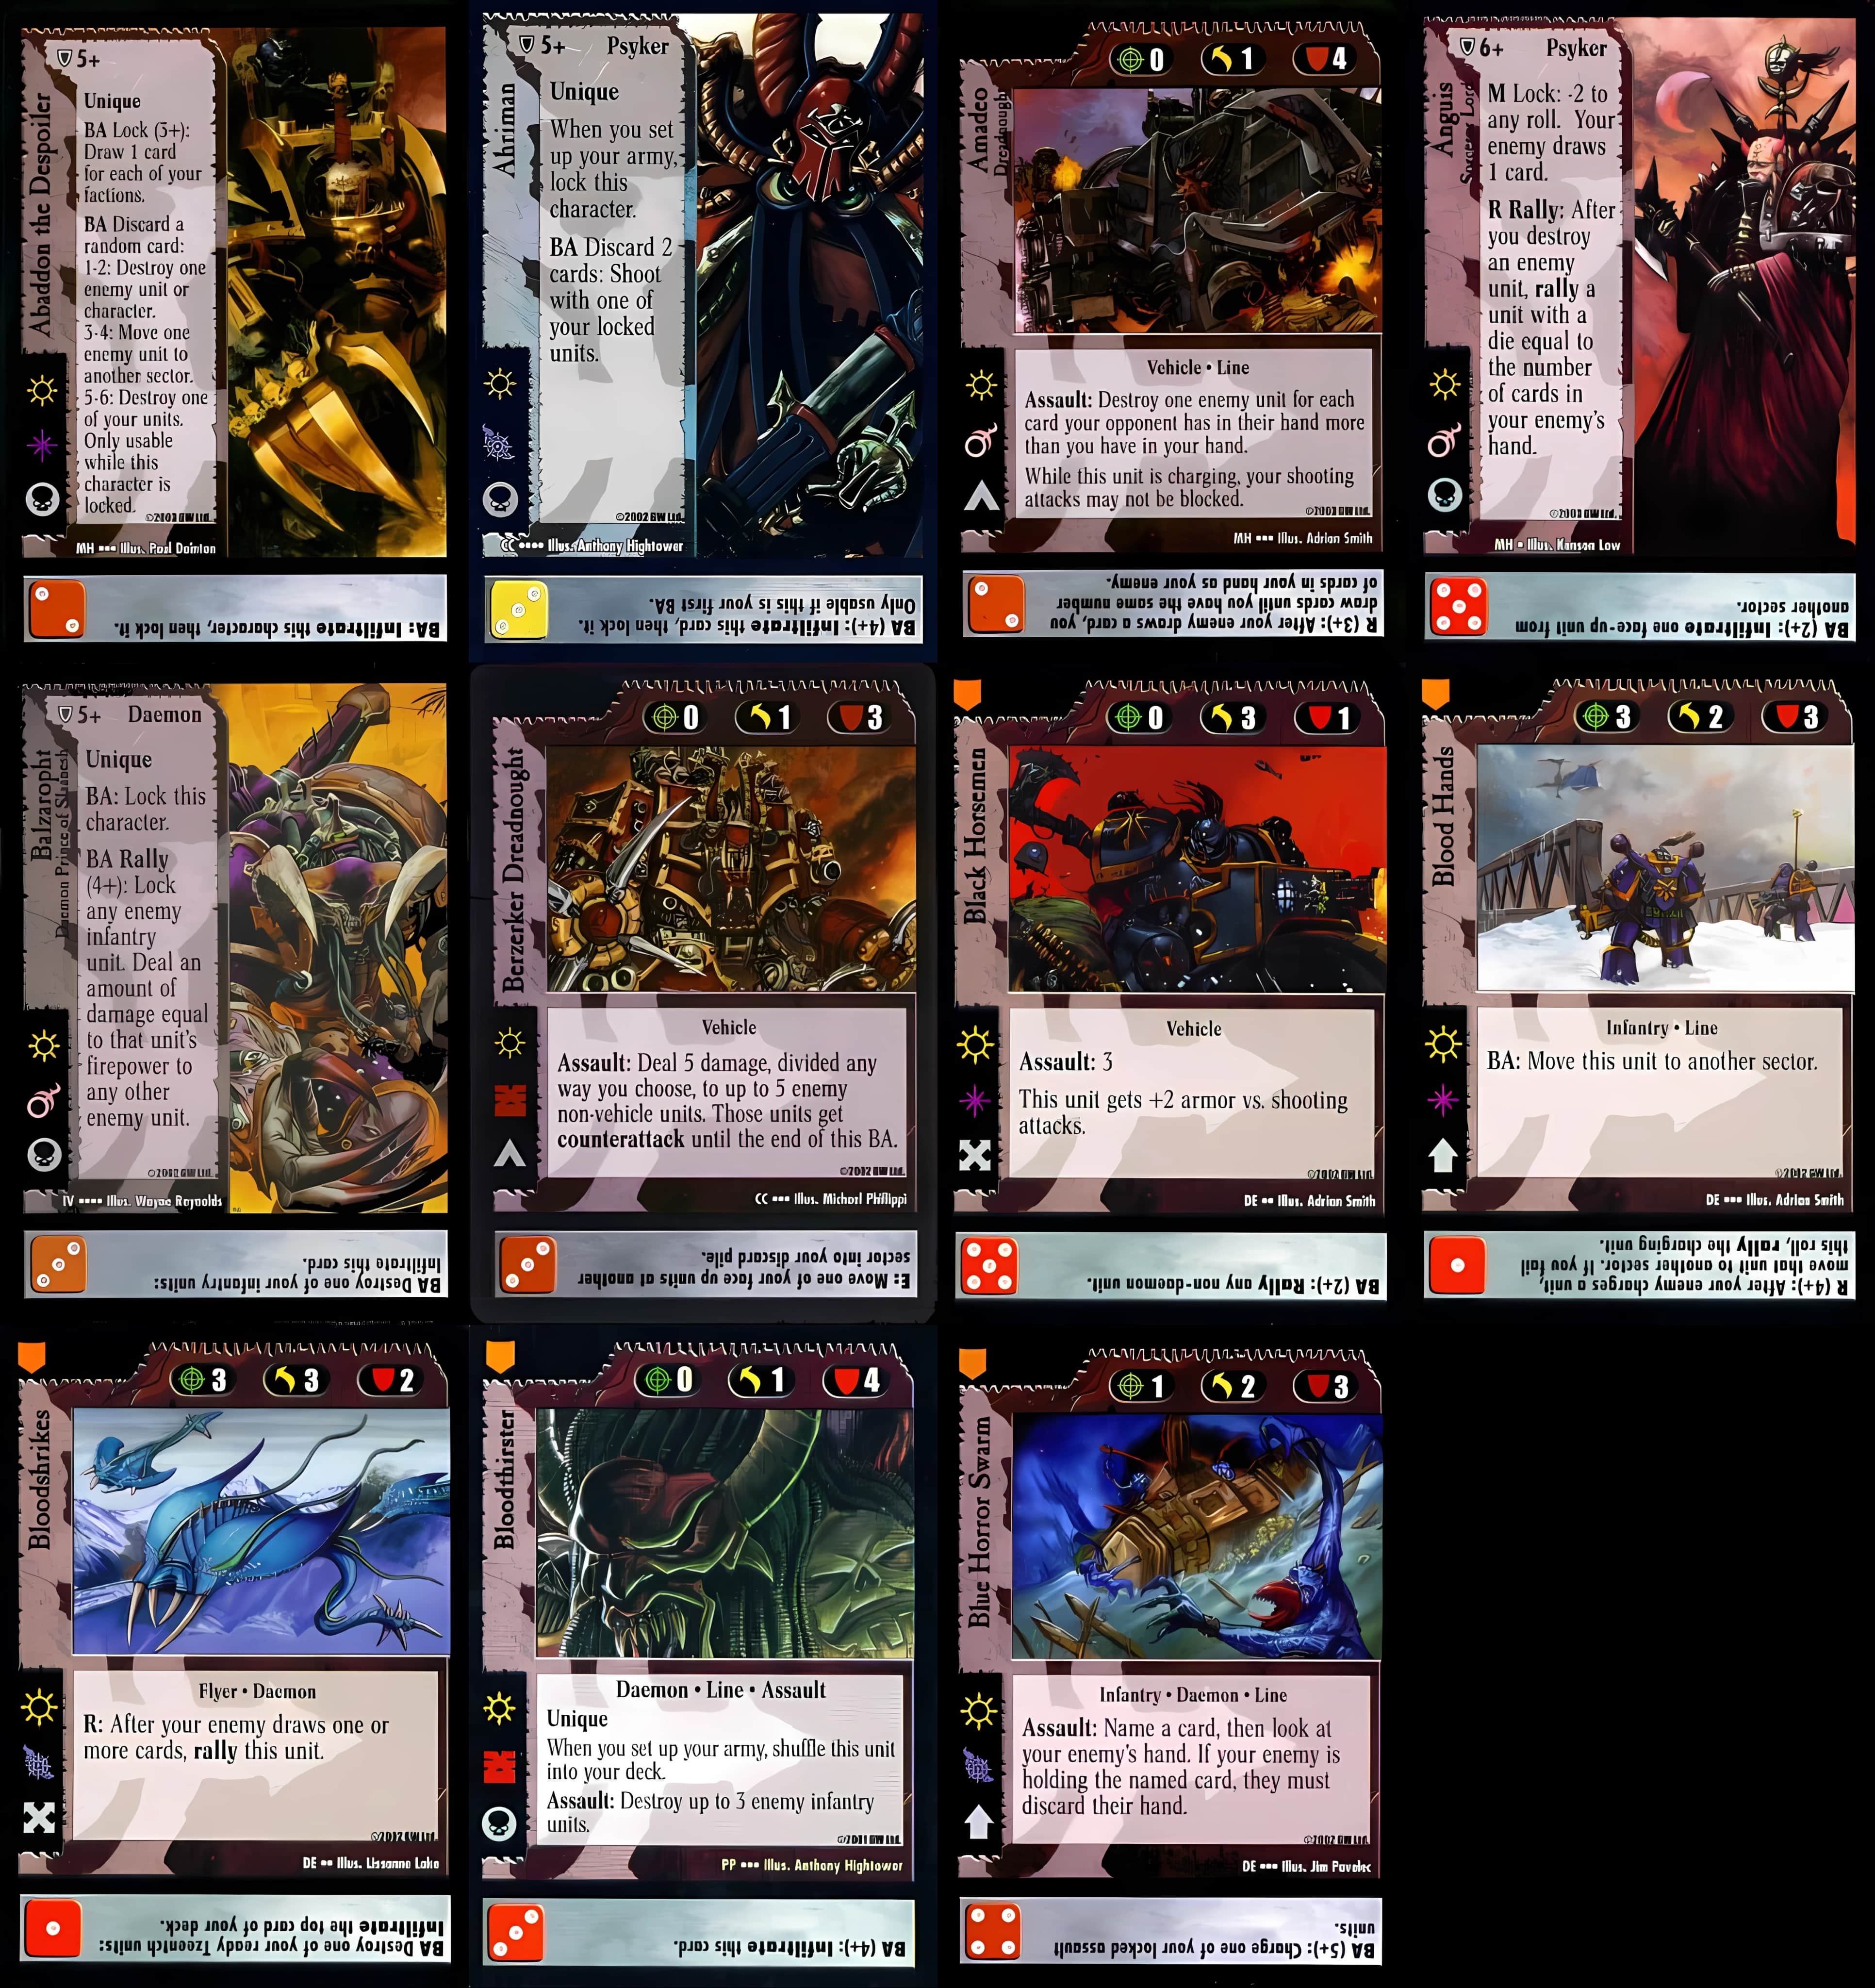 Abaddon the Despoiler
5+
Unique
BA Lock (3+):
Draw 1 card
for each of your
factions.
BA Discard a
random card:
1-2: Destroy one
enemy unit or
character.
3-4: Move one
enemy unit to
another sector.
5-6: Destroy one
of your units.
Only usable
while this
character is
locked.
MH ••• Illus. Paul Dainton
BA: Infiltrate this character, then lock it.
Ahriman
5+ Psyker
Unique
When you set
up your army,
lock this
character.
BA Discard 2
cards: Shoot
with one of
your locked
units.
©2002 GW Ltd.
CC •••• Illus. Anthony Hightower
BA (4+): Infiltrate this card, then lock it.
Only usable if this is your first BA.
Amadeo
Dreadnought
0 1 4
Vehicle • Line
Assault: Destroy one enemy unit for each
card your opponent has in their hand more
than you have in your hand.
While this unit is charging, your shooting
attacks may not be blocked.
MH ••• Illus. Adrian Smith
R (3+): After your enemy draws a card, you
draw cards until you have the same number
of cards in your hand as your enemy.
Anguis
Sorcerer Lord
6+ Psyker
M Lock: -2 to
any roll. Your
enemy draws
1 card.
R Rally: After
you destroy
an enemy
unit, rally a
unit with a
die equal to
the number
of cards in
your enemy's
hand.
MH • Illus. Kansan Low
BA (2+): Infiltrate one face-up unit from
another sector.
Balzaropht
Daemon Prince of Slaanesh
5+ Daemon
Unique
BA: Lock this
character.
BA Rally
(4+): Lock
any enemy
infantry
unit. Deal an
amount of
damage equal
to that unit's
firepower to
any other
enemy unit.
©2002 GW Ltd.
IV •••• Illus. Wayne Reynolds
BA Destroy one of your infantry units:
Infiltrate this card.
Berzerker Dreadnought
0 1 3
Vehicle
Assault: Deal 5 damage, divided any
way you choose, to up to 5 enemy
non-vehicle units. Those units get
counterattack until the end of this BA.
©2002 GW Ltd.
CC ••• Illus. Michael Phillippi
E: Move one of your face up units at another
sector into your discard pile.
Black Horsemen
0 3 1
Vehicle
Assault: 3
This unit gets +2 armor vs. shooting
attacks.
©2002 GW Ltd.
DE •• Illus. Adrian Smith
BA (2+): Rally any non-daemon unit.
Blood Hands
3 2 3
Infantry • Line
BA: Move this unit to another sector.
©2002 GW Ltd.
DE ••• Illus. Adrian Smith
R (4+): After your enemy charges a unit,
move that unit to another sector. If you fail
this roll, rally the charging unit.
Bloodshrikes
3 3 2
Flyer • Daemon
R: After your enemy draws one or
more cards, rally this unit.
©2002 GW Ltd.
DE •• Illus. Lissanne Lake
BA Destroy one of your ready Tzeentch units:
Infiltrate the top card of your deck.
Bloodthirster
0 1 4
Daemon • Line • Assault
Unique
When you set up your army, shuffle this unit
into your deck.
Assault: Destroy up to 3 enemy infantry
units.
©2001 GW Ltd.
PP ••• Illus. Anthony Hightower
BA (4+): Infiltrate this card.
Blue Horror Swarm
1 2 3
Infantry • Daemon • Line
Assault: Name a card, then look at
your enemy's hand. If your enemy is
holding the named card, they must
discard their hand.
©2002 GW Ltd.
DE ••• Illus. Jim Pavelec
BA (5+): Charge one of your locked assault
units.